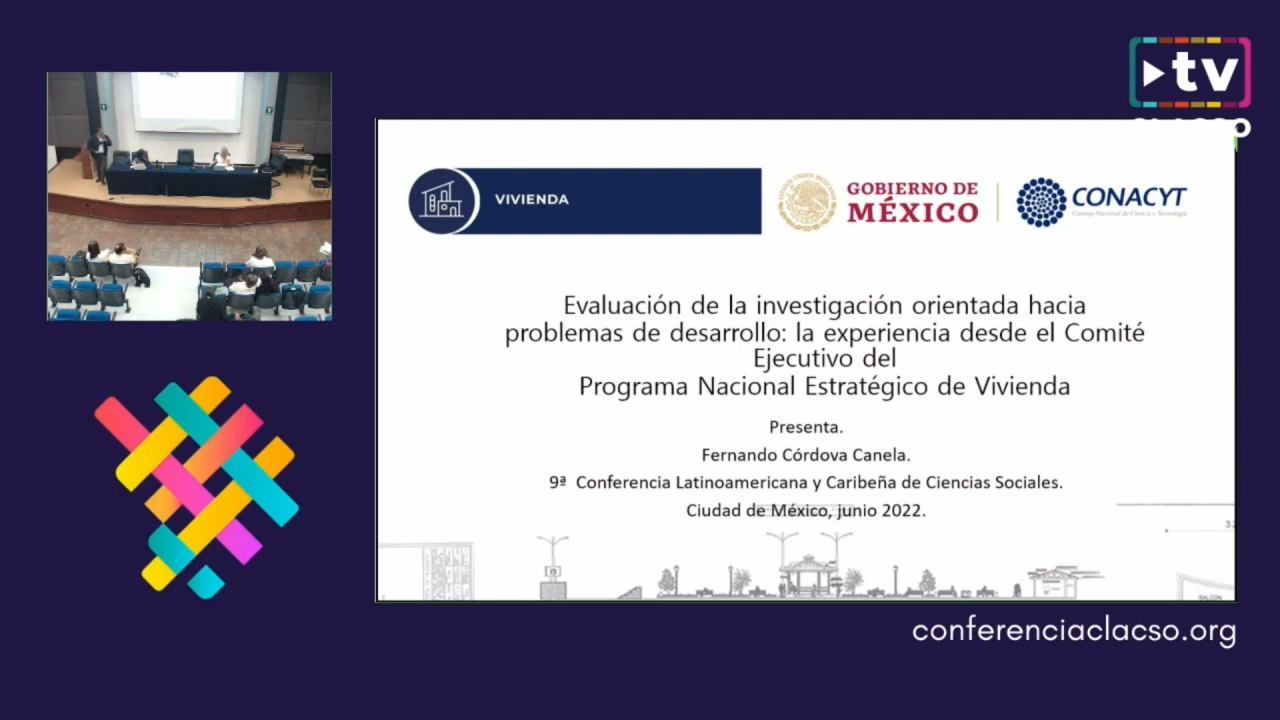 tv
VIVIENDA
GOBIERNO DE
MÉXICO
CONACYT
Consejo Nacional de Ciencia y Tecnología
Evaluación de la investigación orientada hacia
problemas de desarrollo: la experiencia desde el Comité
Ejecutivo del
Programa Nacional Estratégico de Vivienda
Presenta.
Fernando Córdova Canela.
9ª Conferencia Latinoamericana y Caribeña de Ciencias Sociales.
Ciudad de México, junio 2022.
BALCON
conferenciaclacso.org